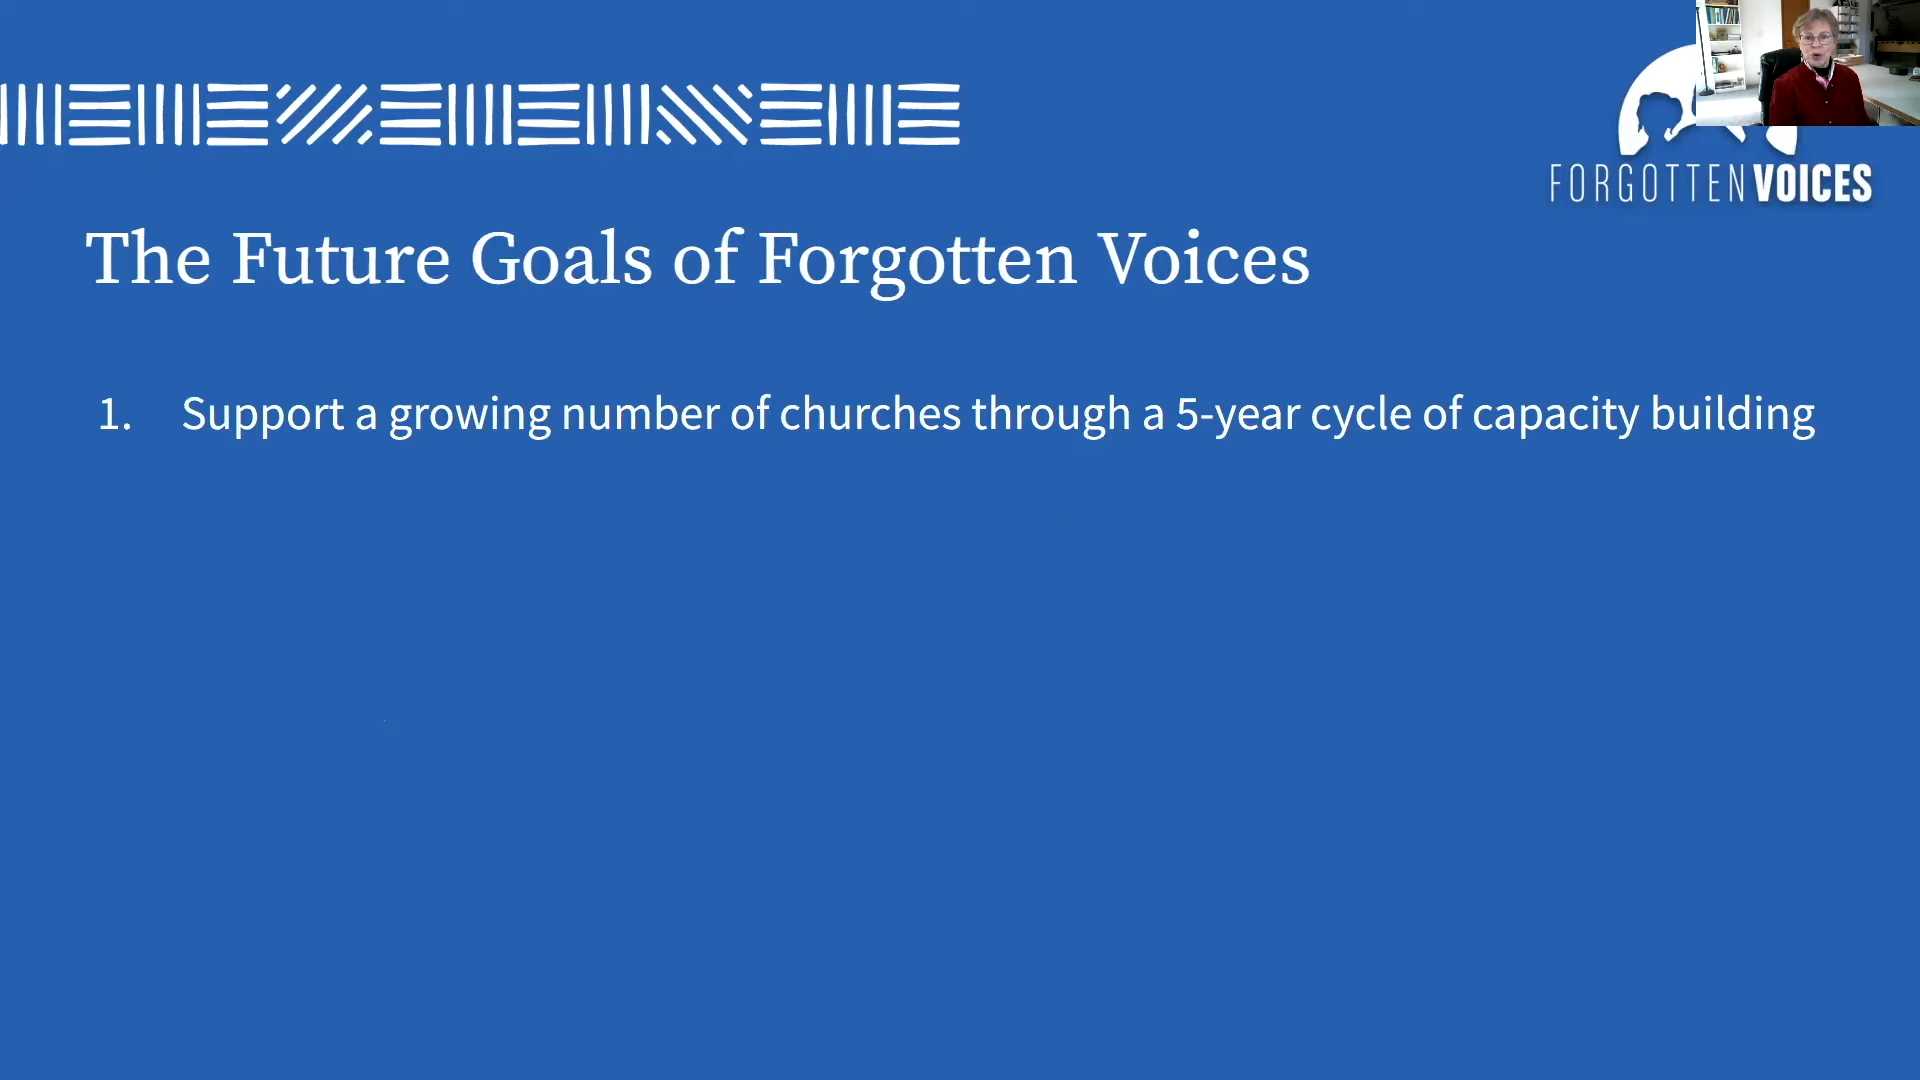 FORGOTTEN VOICES
The Future Goals of Forgotten Voices
1. Support a growing number of churches through a 5-year cycle of capacity building